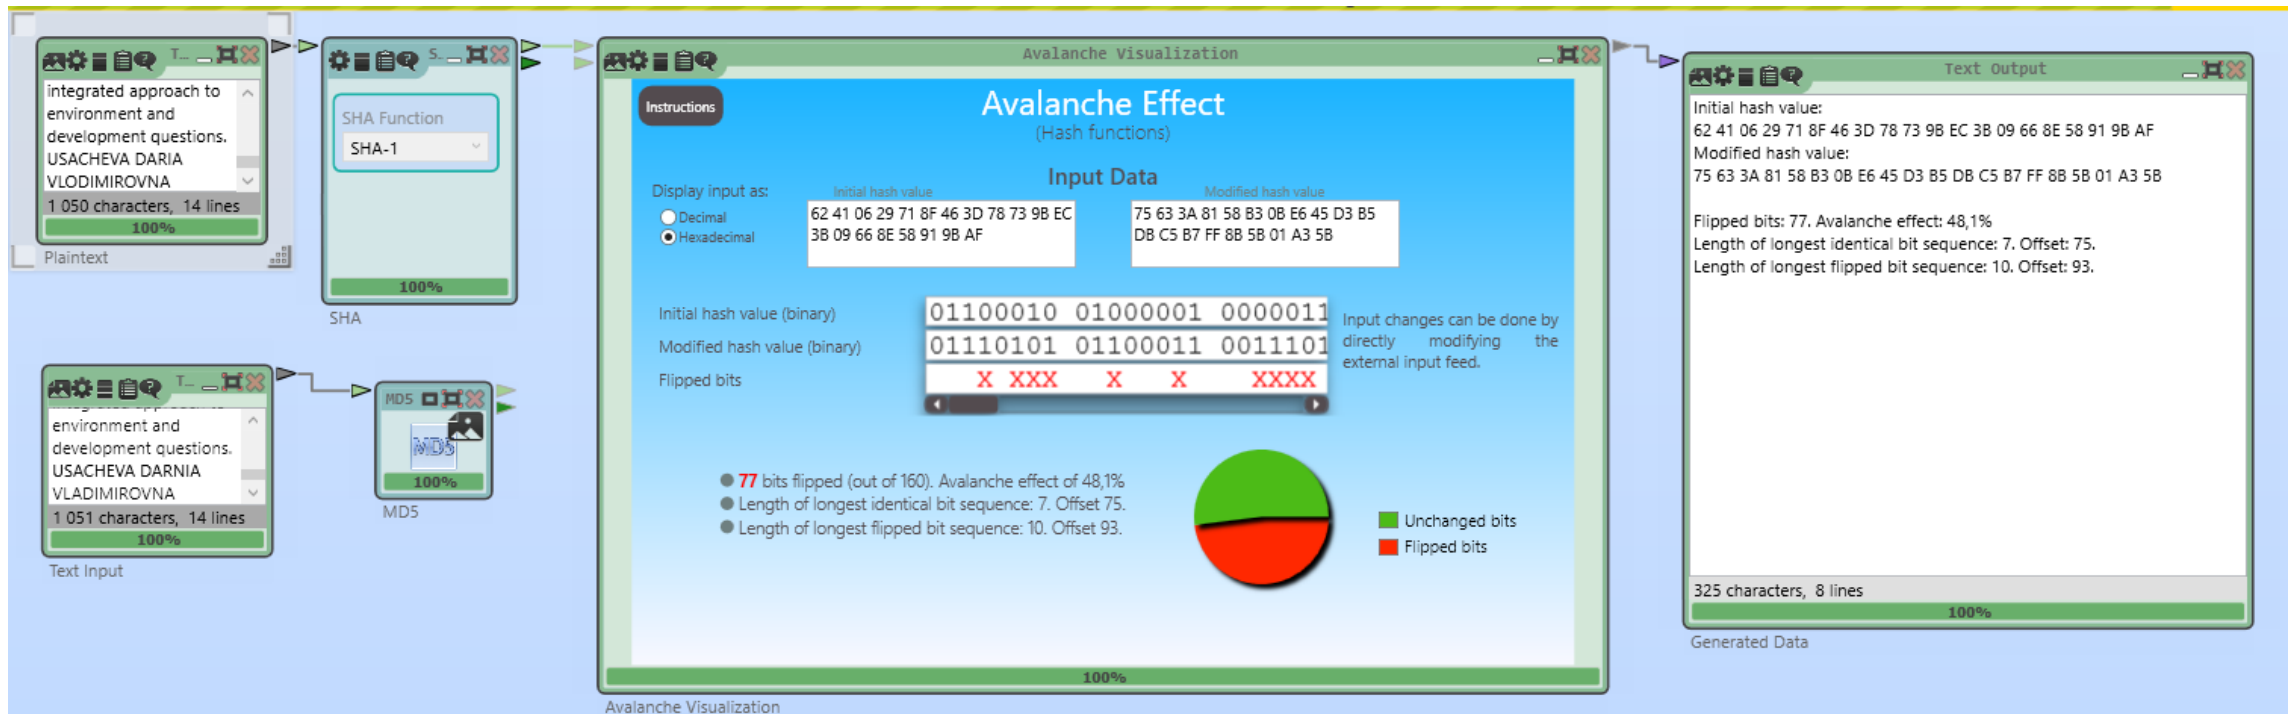 T...
integrated approach to
environment and
development questions.
USACHEVA DARIA
VLODIMIROVNA
1 050 characters, 14 lines
100%
Plaintext
S...
SHA Function
SHA-1
100%
SHA
T...
environment and
development questions.
USACHEVA DARNIA
VLADIMIROVNA
1 051 characters, 14 lines
100%
Text Input
MD5
MD5
100%
MD5
Avalanche Visualization
Instructions
Avalanche Effect
(Hash functions)
Input Data
Display input as:
Decimal
Hexadecimal
Initial hash value
62 41 06 29 71 8F 46 3D 78 73 9B EC
3B 09 66 8E 58 91 9B AF
Modified hash value
75 63 3A 81 58 B3 0B E6 45 D3 B5
DB C5 B7 FF 8B 5B 01 A3 5B
Initial hash value (binary)
01100010 01000001 0000011
Modified hash value (binary)
01110101 01100011 0011101
Flipped bits
X XXX X X XXXX
Input changes can be done by
directly modifying the
external input feed.
77 bits flipped (out of 160). Avalanche effect of 48,1%
Length of longest identical bit sequence: 7. Offset 75.
Length of longest flipped bit sequence: 10. Offset 93.
Unchanged bits
Flipped bits
100%
Avalanche Visualization
Text Output
Initial hash value:
62 41 06 29 71 8F 46 3D 78 73 9B EC 3B 09 66 8E 58 91 9B AF
Modified hash value:
75 63 3A 81 58 B3 0B E6 45 D3 B5 DB C5 B7 FF 8B 5B 01 A3 5B
Flipped bits: 77. Avalanche effect: 48,1%
Length of longest identical bit sequence: 7. Offset: 75.
Length of longest flipped bit sequence: 10. Offset: 93.
325 characters, 8 lines
100%
Generated Data